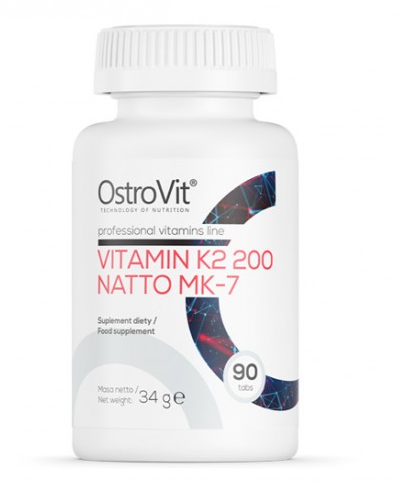 OstroVit®
TECHNOLOGY OF NUTRITION
professional vitamins line
VITAMIN K2 200
NATTO MK-7
Suplement diety /
Food supplement
90
tabs
Masa netto /
Net weight: 34 g℮